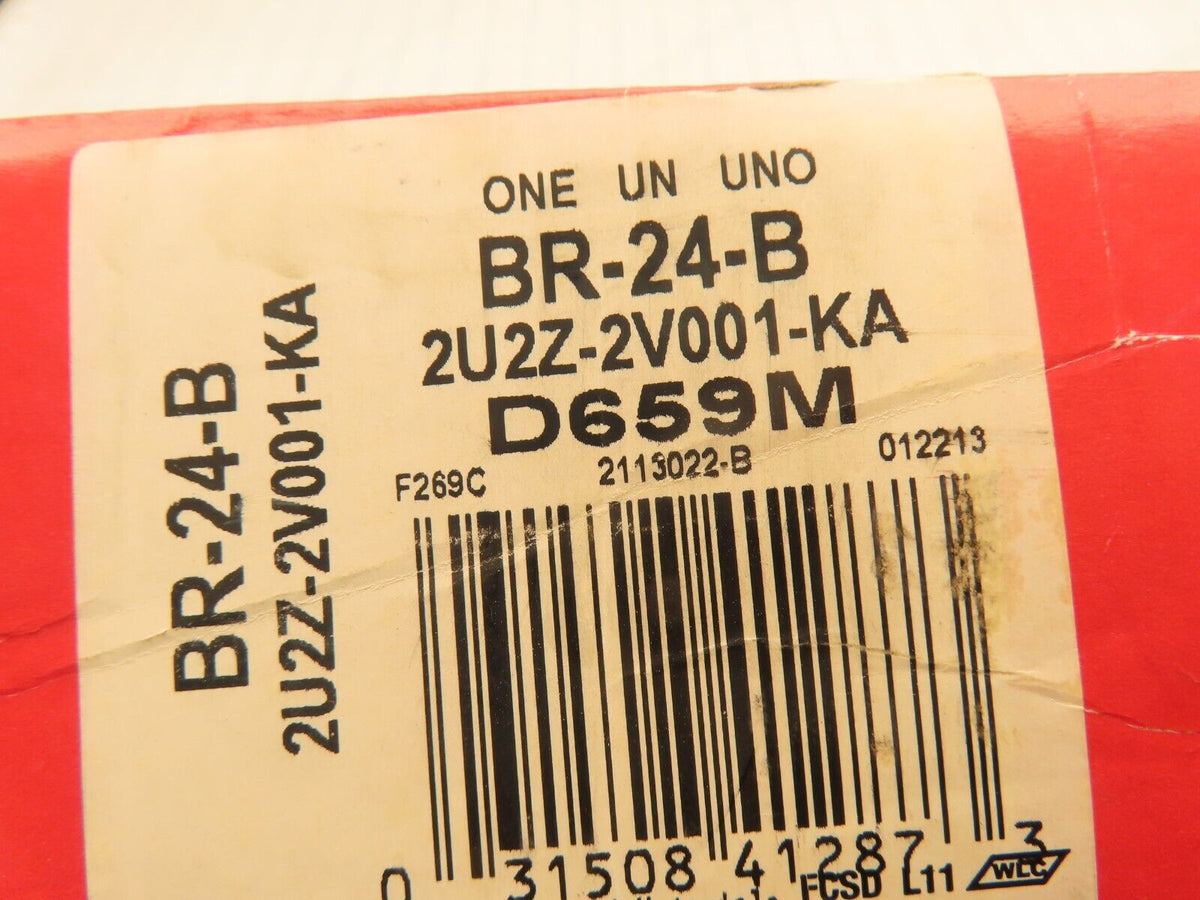 ONE UN UNO
BR-24-B
2U2Z-2V001-KA
D659M
F269C 2113022-B 012213
BR-24-B
2U2Z-2V001-KA
0 31508 41287 3
FCSD L11 WLC